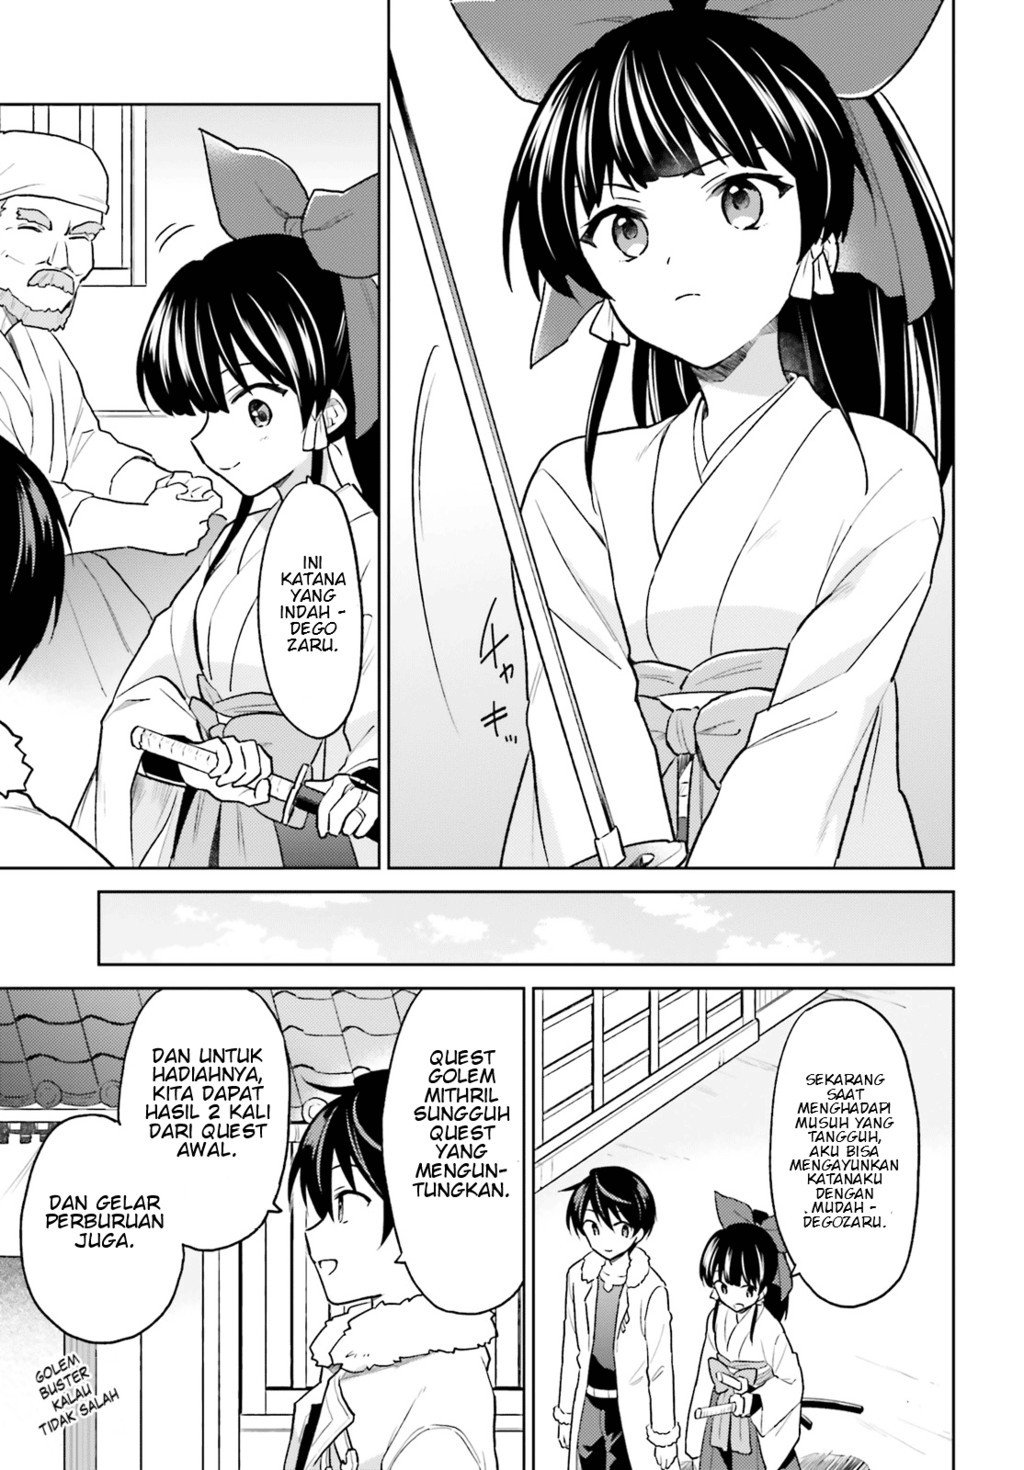 チャキッ
INI
KATANA
YANG
INDAH -
DEGO
ZARU.
SEKARANG
SAAT
MENGHADAPI
MUSUH YANG
TANGGUH,
AKU BISA
MENGAYUNKAN
KATANAKU
DENGAN
MUDAH -
DEGOZARU.
QUEST
GOLEM
MITHRIL
SUNGGUH
QUEST
YANG
MENGUN-
TUNGKAN.
DAN UNTUK
HADIAHNYA,
KITA DAPAT
HASIL 2 KALI
DARI QUEST
AWAL.
DAN GELAR
PERBURUAN
JUGA.
GOLEM
BUSTER
KALAU
TIDAK SALAH